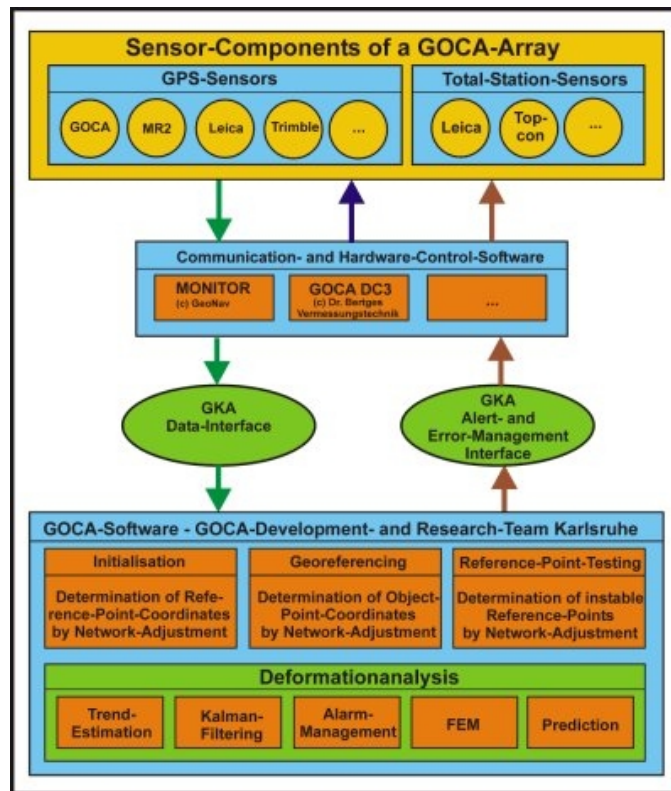 Sensor-Components of a GOCA-Array
GPS-Sensors
Total-Station-Sensors
GOCA
MR2
Leica
Trimble
...
Leica
Top-
con
...
Communication- and Hardware-Control-Software
MONITOR
(c) GeoNav
GOCA DC3
(c) Dr. Bertges
Vermessungstechnik
...
GKA
Data-Interface
GKA
Alert- and
Error-Management
Interface
GOCA-Software - GOCA-Development- and Research-Team Karlsruhe
Initialisation
Determination of Refe-
rence-Point-Coordinates
by Network-Adjustment
Georeferencing
Determination of Object-
Point-Coordinates
by Network-Adjustment
Reference-Point-Testing
Determination of instable
Reference-Points
by Network-Adjustment
Deformationanalysis
Trend-
Estimation
Kalman-
Filtering
Alarm-
Management
FEM
Prediction